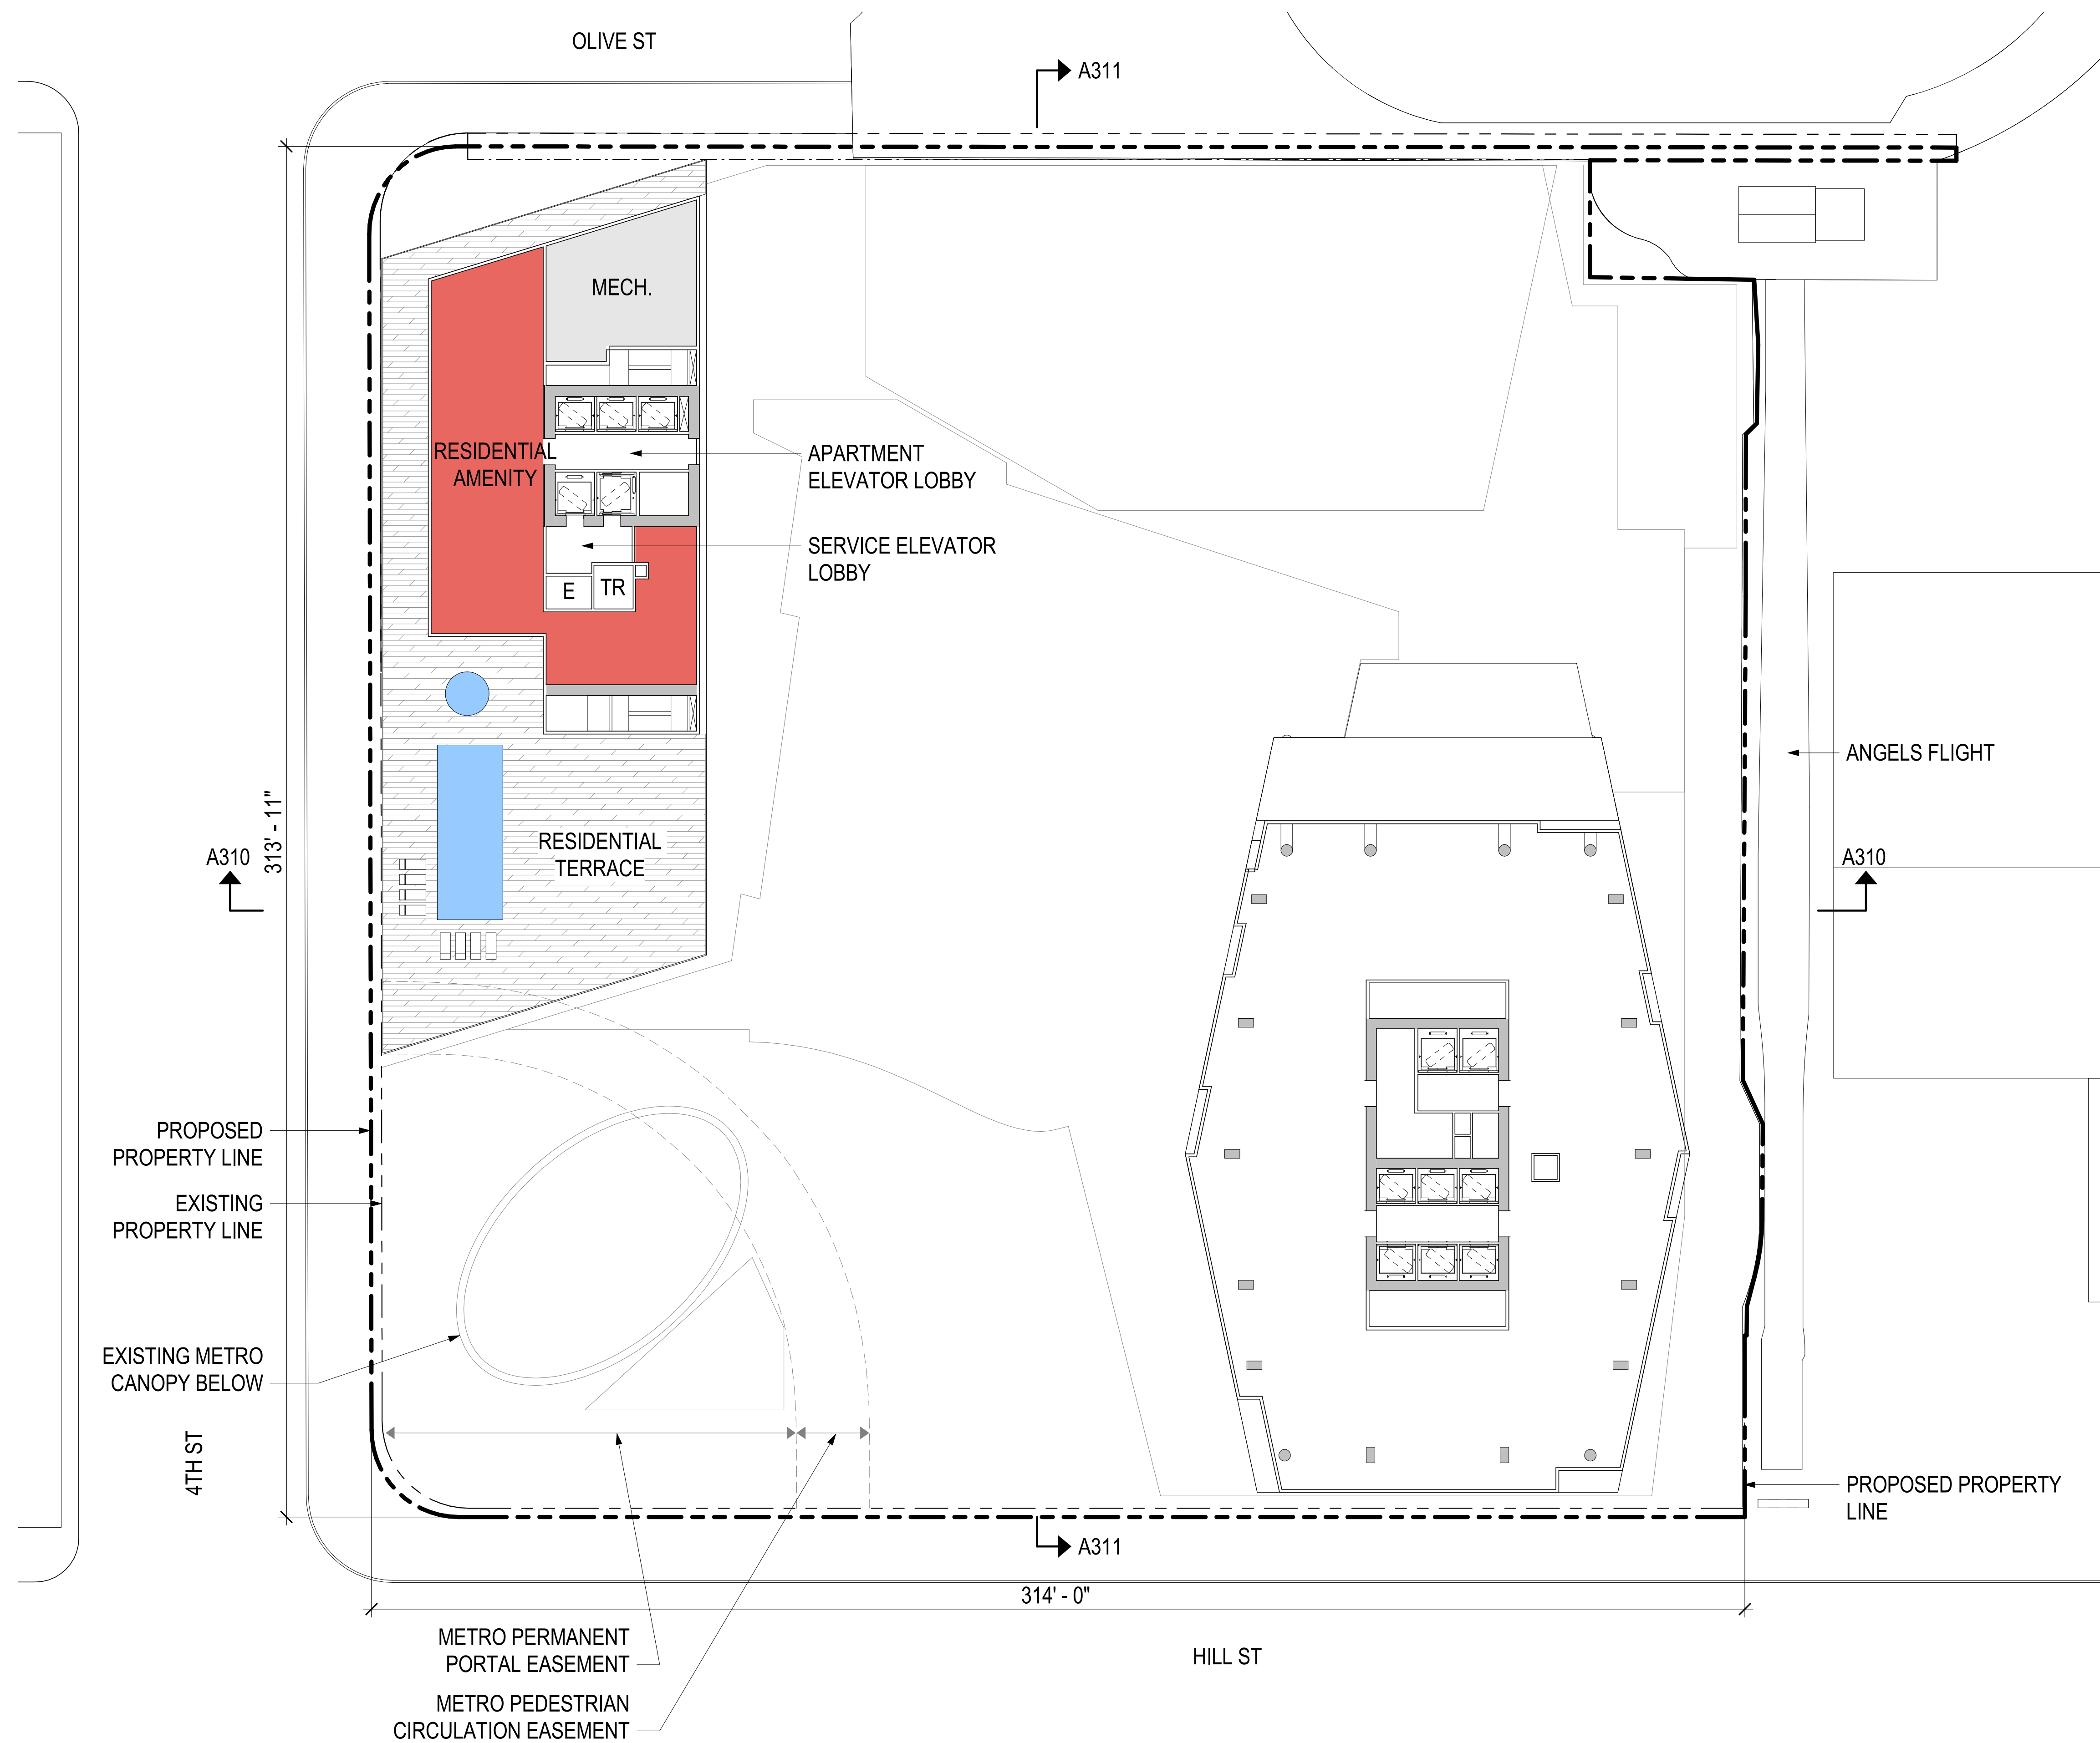 OLIVE ST
A311
MECH.
RESIDENTIAL
AMENITY
APARTMENT
ELEVATOR LOBBY
SERVICE ELEVATOR
LOBBY
E
TR
ANGELS FLIGHT
RESIDENTIAL
TERRACE
A310
313' - 11"
A310
PROPOSED
PROPERTY LINE
EXISTING
PROPERTY LINE
EXISTING METRO
CANOPY BELOW
4TH ST
PROPOSED PROPERTY
LINE
A311
314' - 0"
METRO PERMANENT
PORTAL EASEMENT
HILL ST
METRO PEDESTRIAN
CIRCULATION EASEMENT